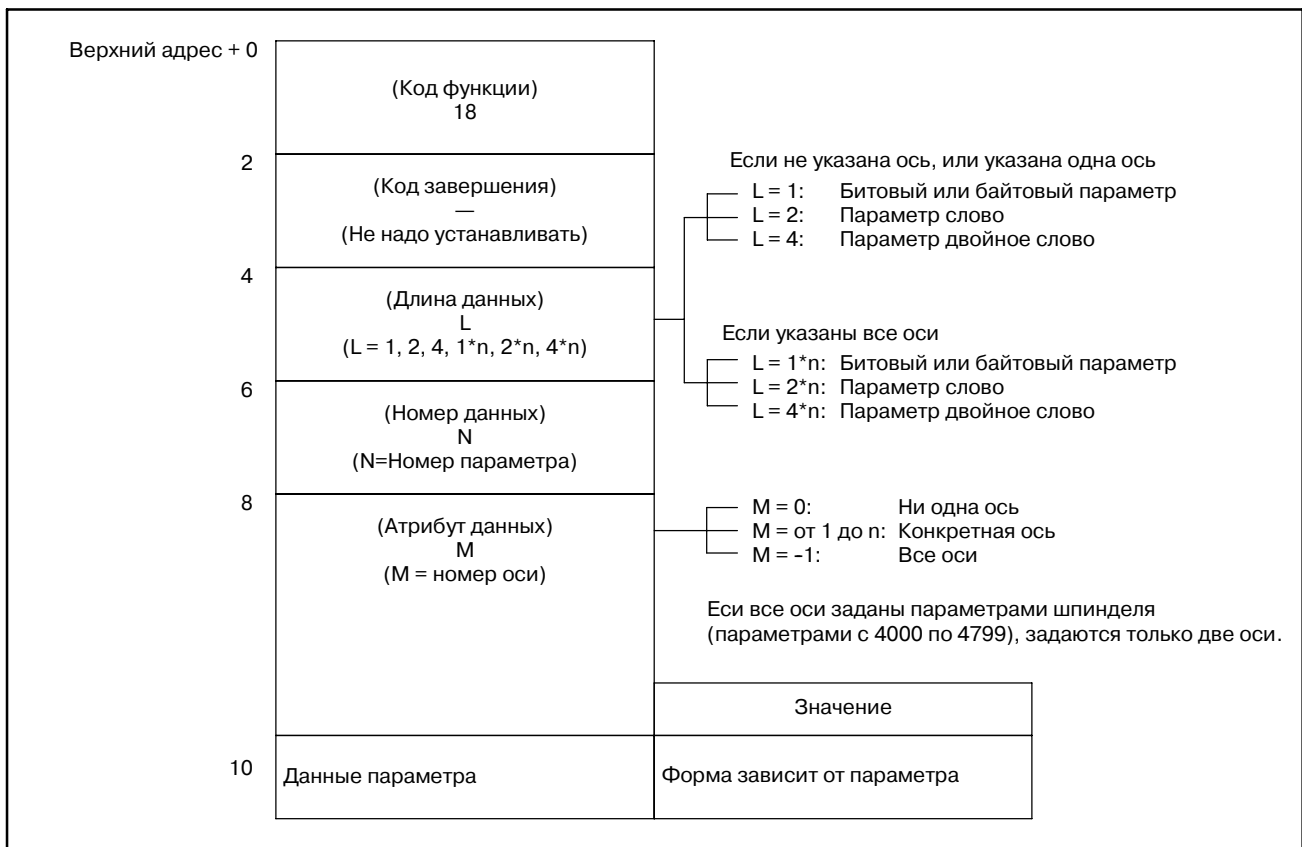 Верхний адрес + 0
(Код функции)
18
2
(Код завершения)
—
(Не надо устанавливать)
4
(Длина данных)
L
(L = 1, 2, 4, 1*n, 2*n, 4*n)
Если не указана ось, или указана одна ось
L = 1: Битовый или байтовый параметр
L = 2: Параметр слово
L = 4: Параметр двойное слово
Если указаны все оси
L = 1*n: Битовый или байтовый параметр
L = 2*n: Параметр слово
L = 4*n: Параметр двойное слово
6
(Номер данных)
N
(N=Номер параметра)
8
(Атрибут данных)
M
(M = номер оси)
M = 0: Ни одна ось
M = от 1 до n: Конкретная ось
M = -1: Все оси
Еси все оси заданы параметрами шпинделя
(параметрами с 4000 по 4799), задаются только две оси.
Значение
10
Данные параметра
Форма зависит от параметра